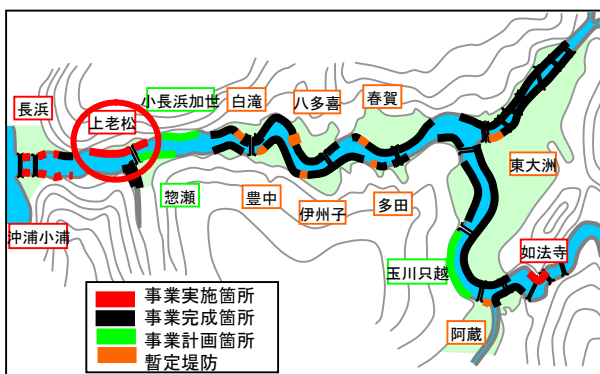 長浜
上老松
小長浜加世
白滝
八多喜
春賀
東大洲
沖浦小浦
惣瀬
豊中
伊州子
多田
玉川只越
如法寺
阿蔵
事業実施箇所
事業完成箇所
事業計画箇所
暫定堤防